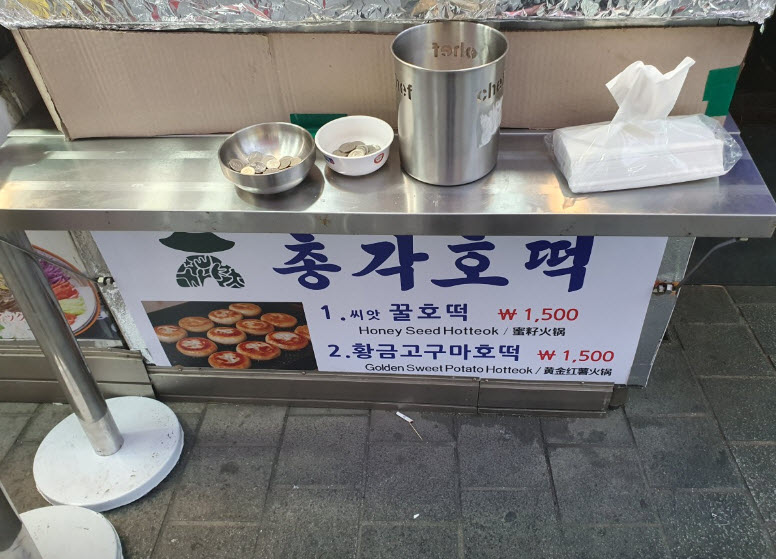 chef
총각호떡
1.씨앗 꿀호떡 ₩ 1,500
Honey Seed Hotteok / 蜜籽火锅
2.황금고구마호떡 ₩ 1,500
Golden Sweet Potato Hotteok / 黃金红薯火锅